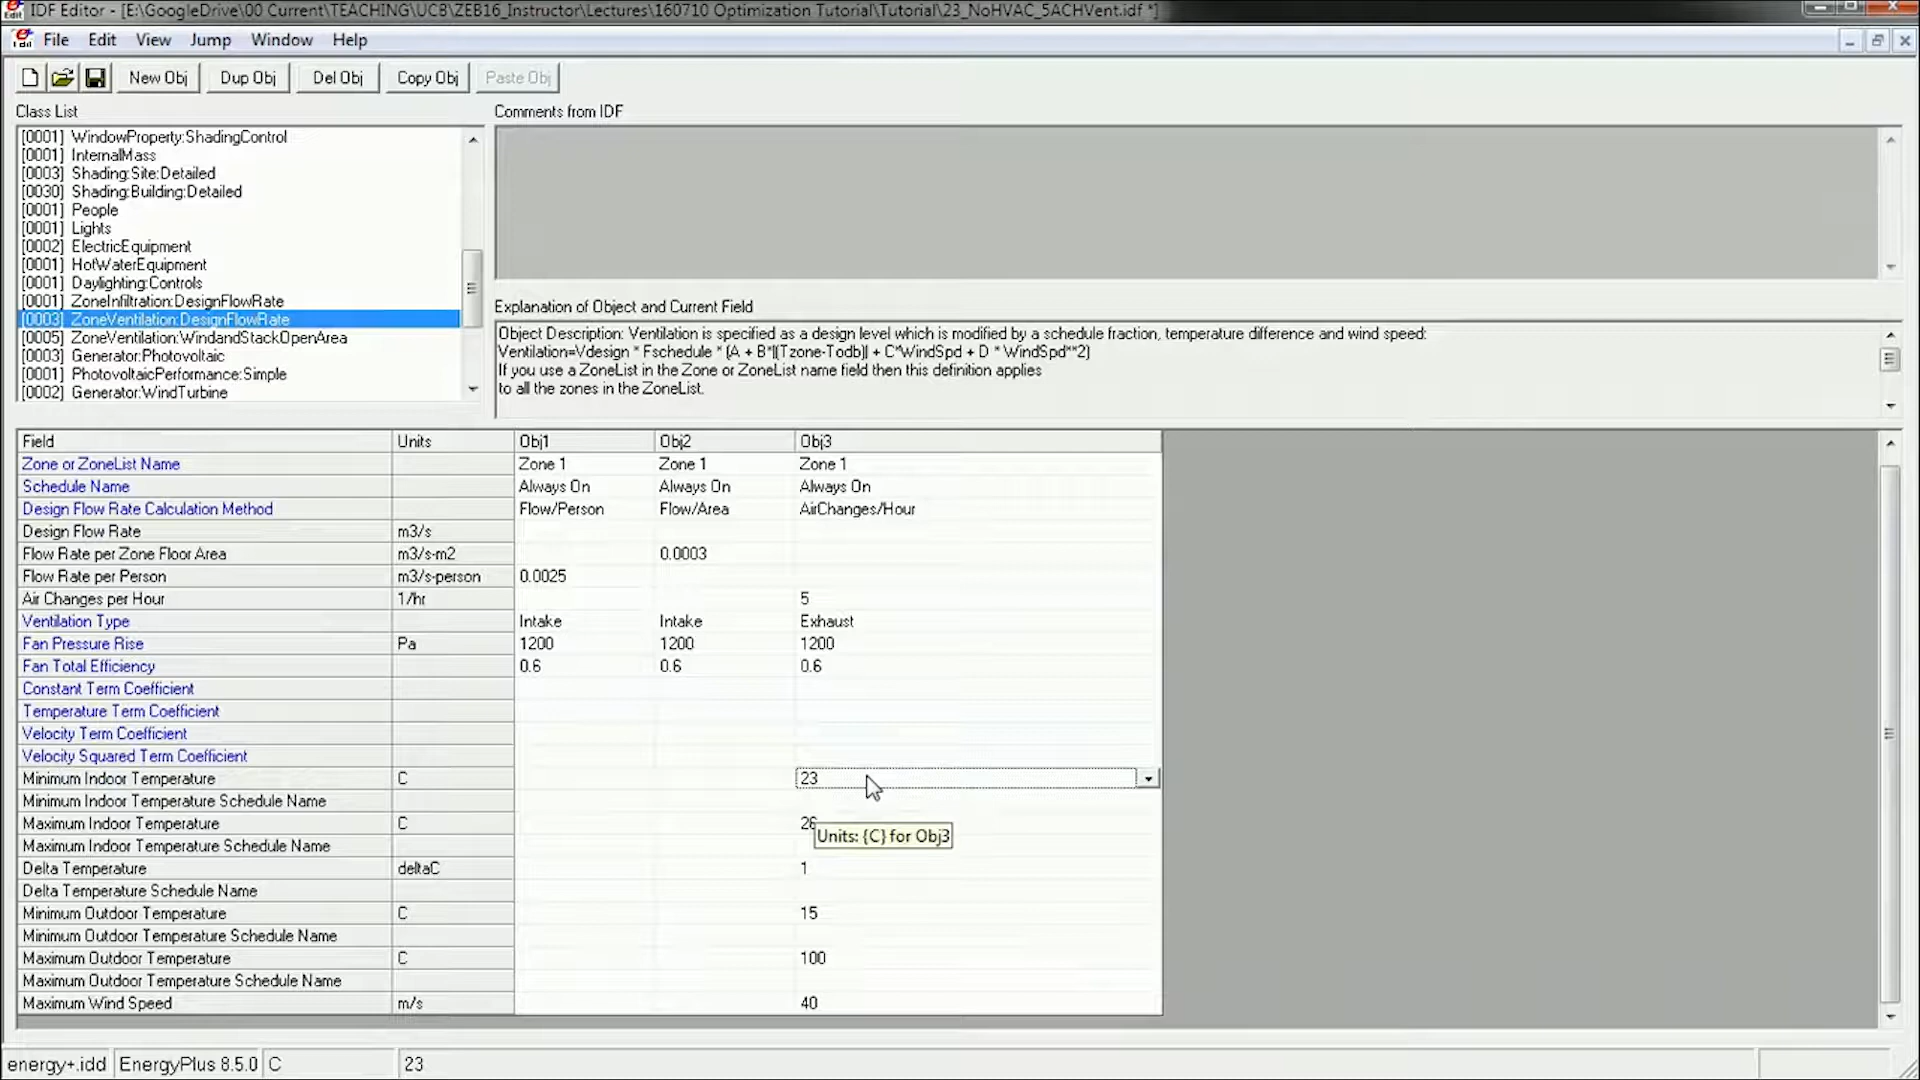 IDF Editor - [E:\GoogleDrive\00 Current\TEACHING\UCB\ZEB16_Instructor\Lectures\160710 Optimization Tutorial\Tutorial\23_NoHVAC_5ACHVent.idf *]
File Edit View Jump Window Help
New Obj Dup Obj Del Obj Copy Obj Paste Obj
Class List Comments from IDF
[0001] WindowProperty:ShadingControl
[0001] InternalMass
[0003] Shading:Site:Detailed
[0030] Shading:Building:Detailed
[0001] People
[0001] Lights
[0002] ElectricEquipment
[0001] HotWaterEquipment
[0001] Daylighting:Controls
[0001] ZoneInfiltration:DesignFlowRate
[0003] ZoneVentilation:DesignFlowRate
[0005] ZoneVentilation:WindandStackOpenArea
[0003] Generator:Photovoltaic
[0001] PhotovoltaicPerformance:Simple
[0002] Generator:WindTurbine
Explanation of Object and Current Field
Object Description: Ventilation is specified as a design level which is modified by a schedule fraction, temperature difference and wind speed:
Ventilation=Vdesign * Fschedule * (A + B*|(Tzone-Todb)| + C*WindSpd + D * WindSpd**2)
If you use a ZoneList in the Zone or ZoneList name field then this definition applies
to all the zones in the ZoneList.
Field Units Obj1 Obj2 Obj3
Zone or ZoneList Name Zone 1 Zone 1 Zone 1
Schedule Name Always On Always On Always On
Design Flow Rate Calculation Method Flow/Person Flow/Area AirChanges/Hour
Design Flow Rate m3/s
Flow Rate per Zone Floor Area m3/s-m2 0.0003
Flow Rate per Person m3/s-person 0.0025
Air Changes per Hour 1/hr 5
Ventilation Type Intake Intake Exhaust
Fan Pressure Rise Pa 1200 1200 1200
Fan Total Efficiency 0.6 0.6 0.6
Constant Term Coefficient
Temperature Term Coefficient
Velocity Term Coefficient
Velocity Squared Term Coefficient
Minimum Indoor Temperature C 23
Minimum Indoor Temperature Schedule Name
Maximum Indoor Temperature C 26
Units: {C} for Obj3
Maximum Indoor Temperature Schedule Name
Delta Temperature deltaC 1
Delta Temperature Schedule Name
Minimum Outdoor Temperature C 15
Minimum Outdoor Temperature Schedule Name
Maximum Outdoor Temperature C 100
Maximum Outdoor Temperature Schedule Name
Maximum Wind Speed m/s 40
energy+.idd EnergyPlus 8.5.0 C 23